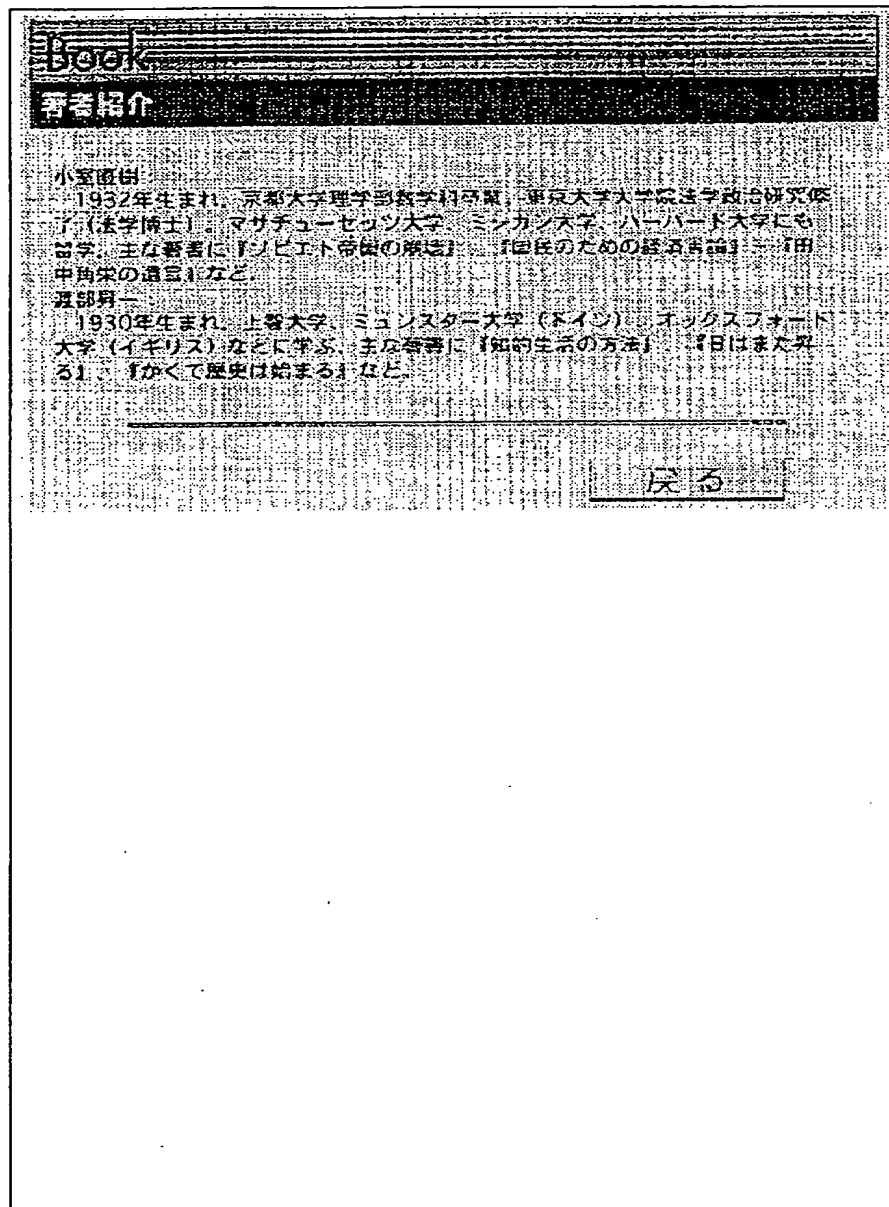 Book
著者紹介
小室直樹
1932年生まれ。京都大学理学部数学科卒業。東京大学大学院法学政治研究修
了(法学博士)。マサチューセッツ大学、ミシガン大学、ハーバード大学にも
留学。主な著書に『ソビエト帝国の崩壊』、『国民のための経済原論』、『田
中角栄の遺言』など。
渡部昇一
1930年生まれ。上智大学、ミュンスター大学(ドイツ)、オックスフォード
大学(イギリス)などに学ぶ。主な著書に『知的生活の方法』、『日はまた昇
る』、『かくて歴史は始まる』など。
戻る